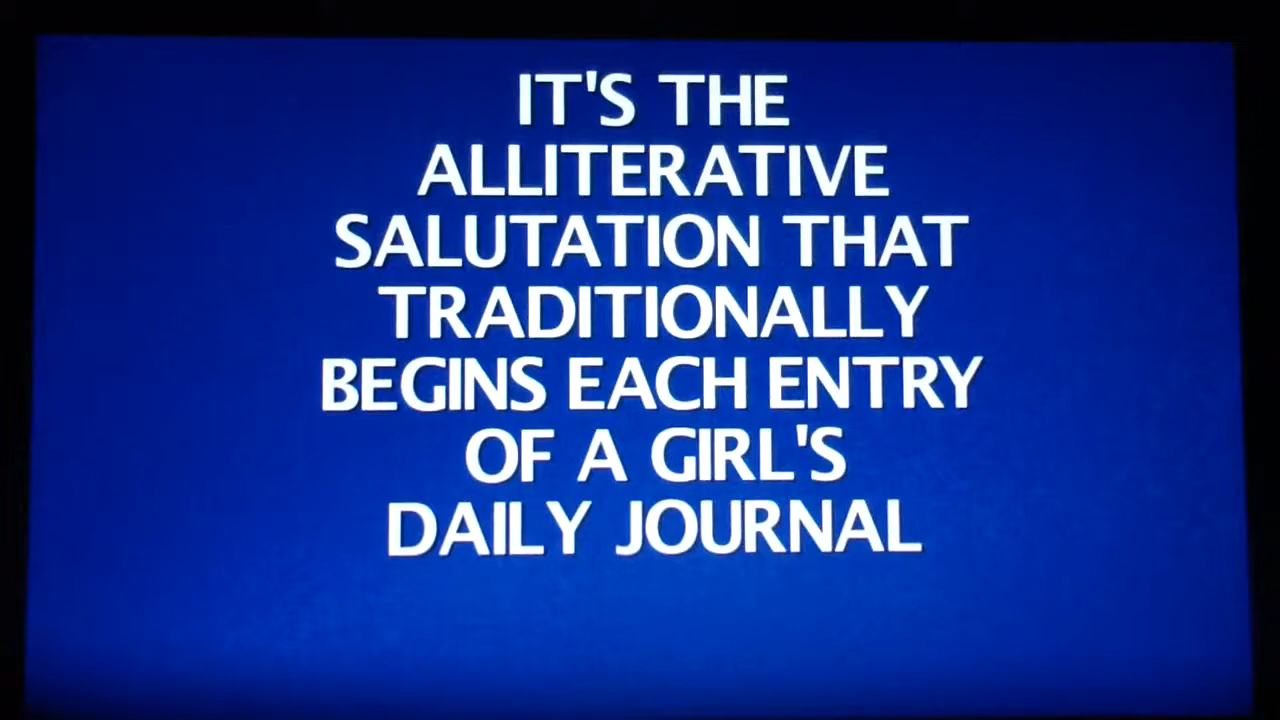 IT'S THE
ALLITERATIVE
SALUTATION THAT
TRADITIONALLY
BEGINS EACH ENTRY
OF A GIRL'S
DAILY JOURNAL